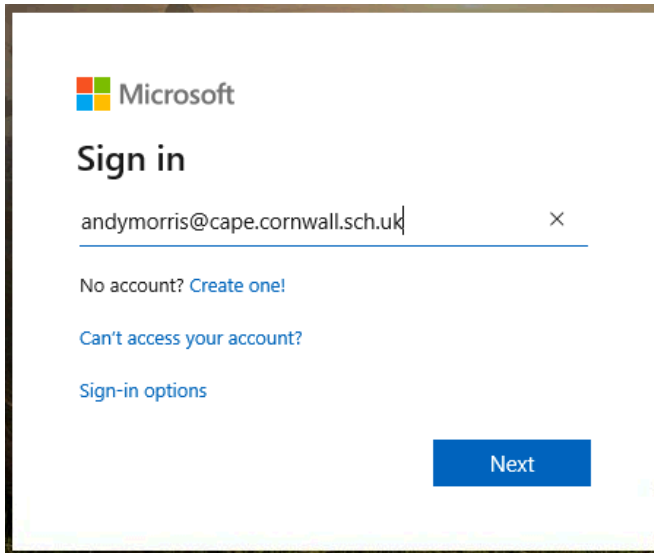 Microsoft
Sign in
andymorris@cape.cornwall.sch.uk
No account? Create one!
Can't access your account?
Sign-in options
Next